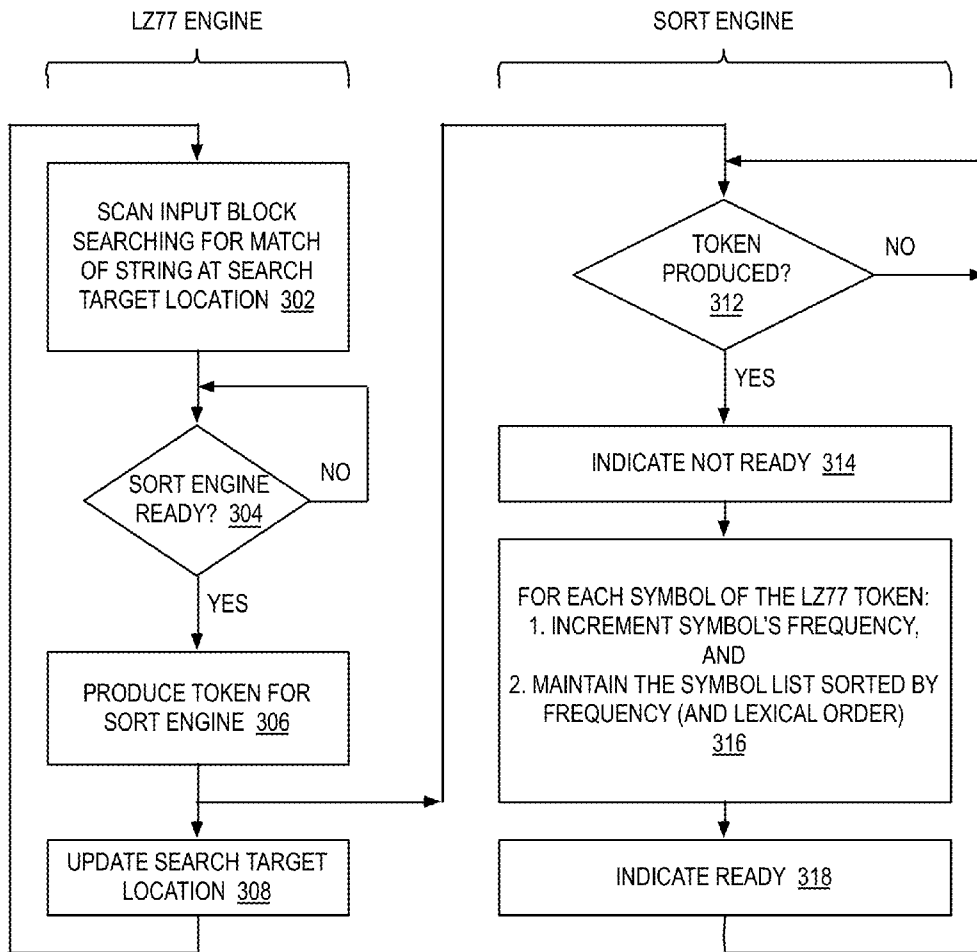 LZ77 ENGINE
SCAN INPUT BLOCK
SEARCHING FOR MATCH
OF STRING AT SEARCH
TARGET LOCATION 302
SORT ENGINE
READY? 304
NO
YES
PRODUCE TOKEN FOR
SORT ENGINE 306
UPDATE SEARCH TARGET
LOCATION 308
SORT ENGINE
TOKEN
PRODUCED?
312
NO
YES
INDICATE NOT READY 314
FOR EACH SYMBOL OF THE LZ77 TOKEN:
1. INCREMENT SYMBOL'S FREQUENCY,
AND
2. MAINTAIN THE SYMBOL LIST SORTED BY
FREQUENCY (AND LEXICAL ORDER)
316
INDICATE READY 318